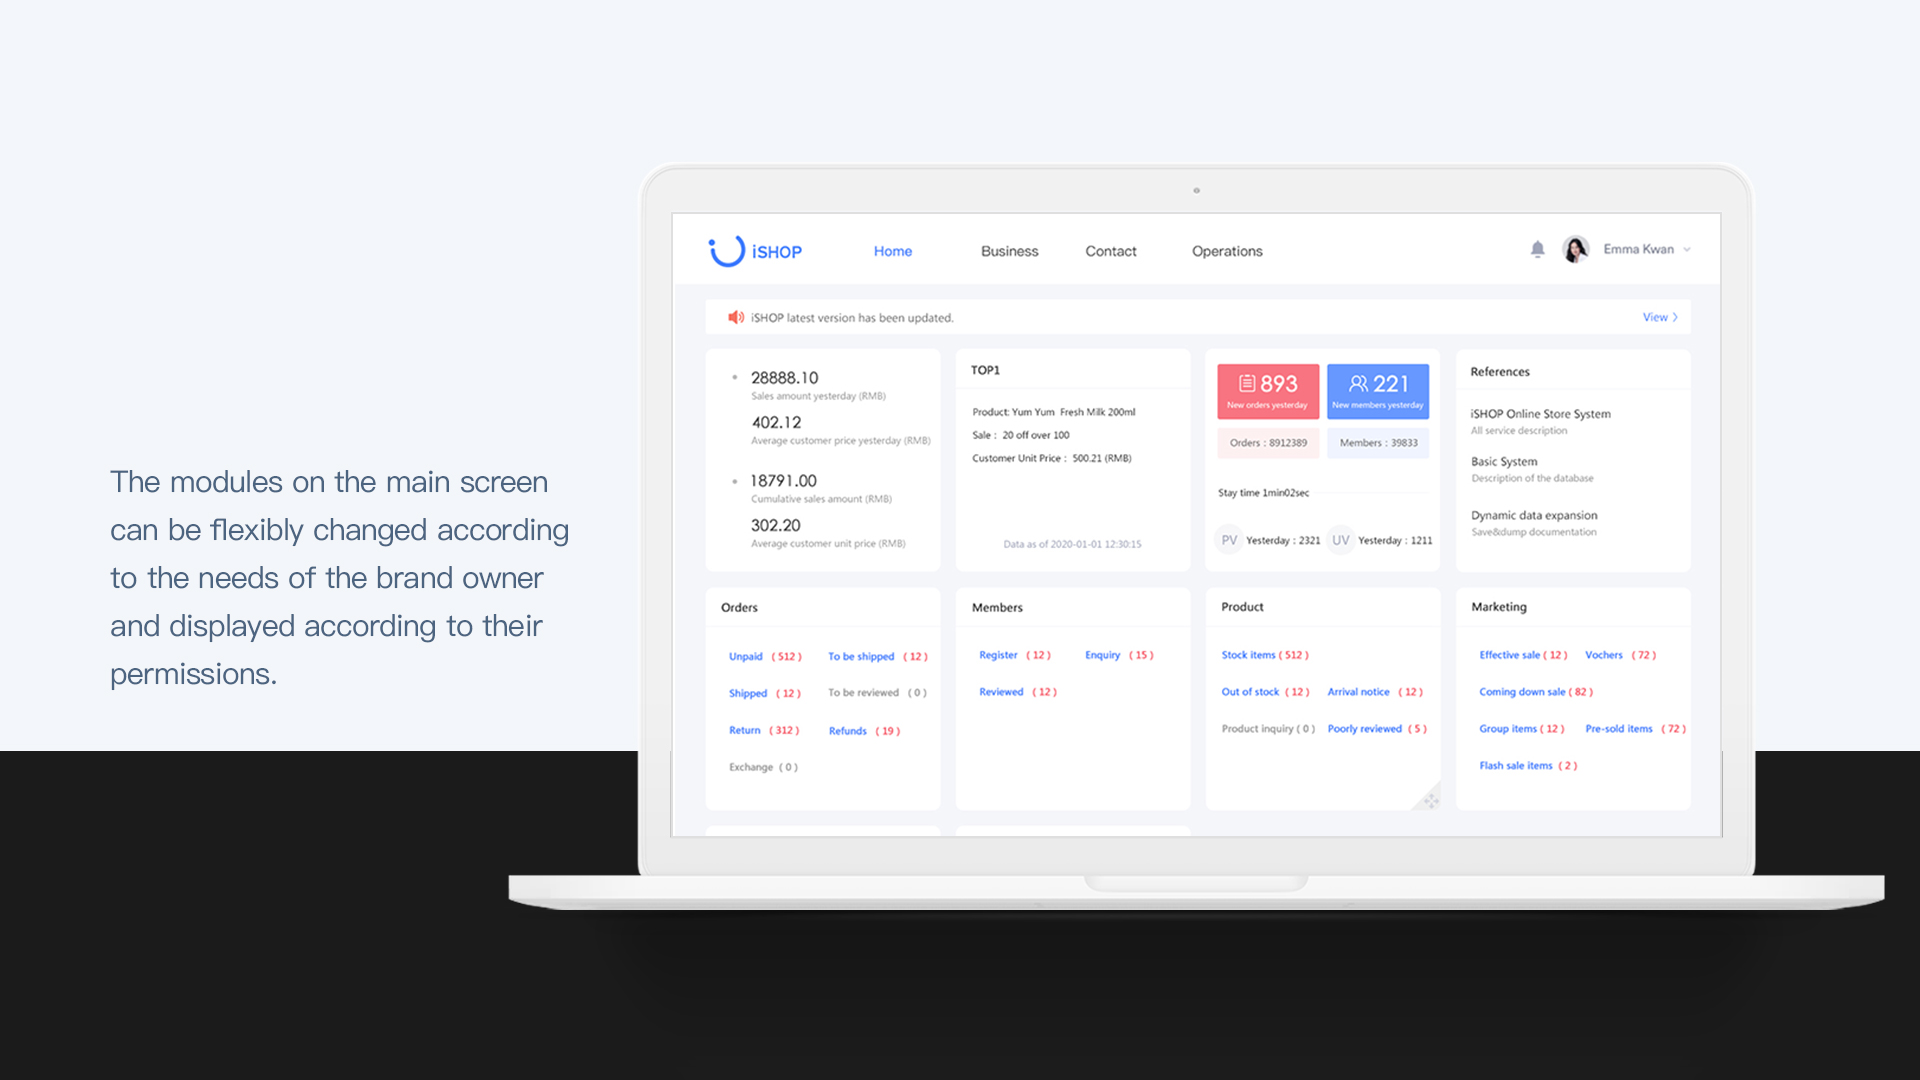 The modules on the main screen
can be flexibly changed according
to the needs of the brand owner
and displayed according to their
permissions.
iSHOP
Home Business Contact Operations
Emma Kwan
iSHOP latest version has been updated. View
28888.10
Sales amount yesterday (RMB)
402.12
Average customer price yesterday (RMB)
18791.00
Cumulative sales amount (RMB)
302.20
Average customer unit price (RMB)
TOP1
Product: Yum Yum Fresh Milk 200ml
Sale : 20 off over 100
Customer Unit Price : 500.21 (RMB)
Data as of 2020-01-01 12:30:15
893
New orders yesterday
221
New members yesterday
Orders : 8912389
Members : 39833
Stay time 1min02sec
PV Yesterday : 2321 UV Yesterday : 1211
References
iSHOP Online Store System
All service description
Basic System
Description of the database
Dynamic data expansion
Save&dump documentation
Orders
Unpaid ( 512 ) To be shipped ( 12 )
Shipped ( 12 ) To be reviewed ( 0 )
Return ( 312 ) Refunds ( 19 )
Exchange ( 0 )
Members
Register ( 12 ) Enquiry ( 15 )
Reviewed ( 12 )
Product
Stock items ( 512 )
Out of stock ( 12 ) Arrival notice ( 12 )
Product inquiry ( 0 ) Poorly reviewed ( 5 )
Marketing
Effective sale ( 12 ) Vochers ( 72 )
Coming down sale ( 82 )
Group items ( 12 ) Pre-sold items ( 72 )
Flash sale items ( 2 )